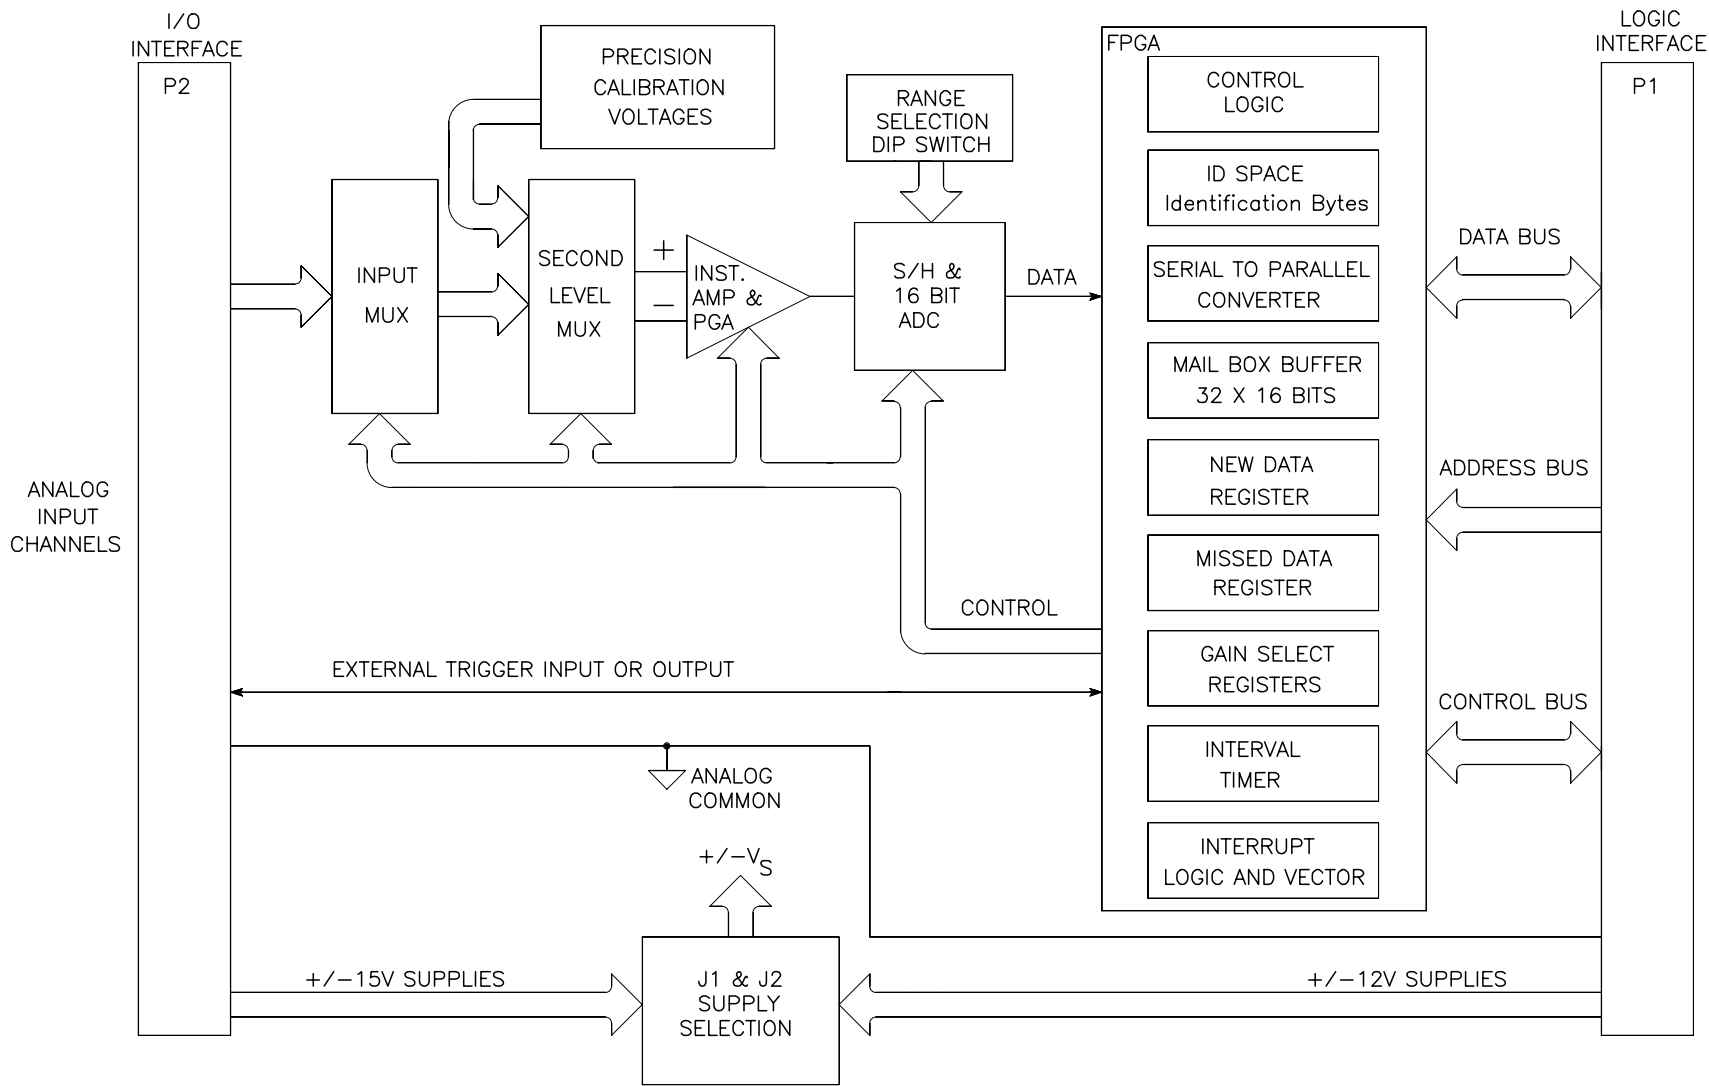 I/O
INTERFACE
P2
ANALOG
INPUT
CHANNELS
PRECISION
CALIBRATION
VOLTAGES
RANGE
SELECTION
DIP SWITCH
INPUT
MUX
SECOND
LEVEL
MUX
+
−
INST.
AMP &
PGA
S/H &
16 BIT
ADC
DATA
CONTROL
EXTERNAL TRIGGER INPUT OR OUTPUT
ANALOG
COMMON
+/−VS
+/−15V SUPPLIES
J1 & J2
SUPPLY
SELECTION
+/−12V SUPPLIES
FPGA
CONTROL
LOGIC
ID SPACE
Identification Bytes
SERIAL TO PARALLEL
CONVERTER
MAIL BOX BUFFER
32 X 16 BITS
NEW DATA
REGISTER
MISSED DATA
REGISTER
GAIN SELECT
REGISTERS
INTERVAL
TIMER
INTERRUPT
LOGIC AND VECTOR
DATA BUS
ADDRESS BUS
CONTROL BUS
LOGIC
INTERFACE
P1